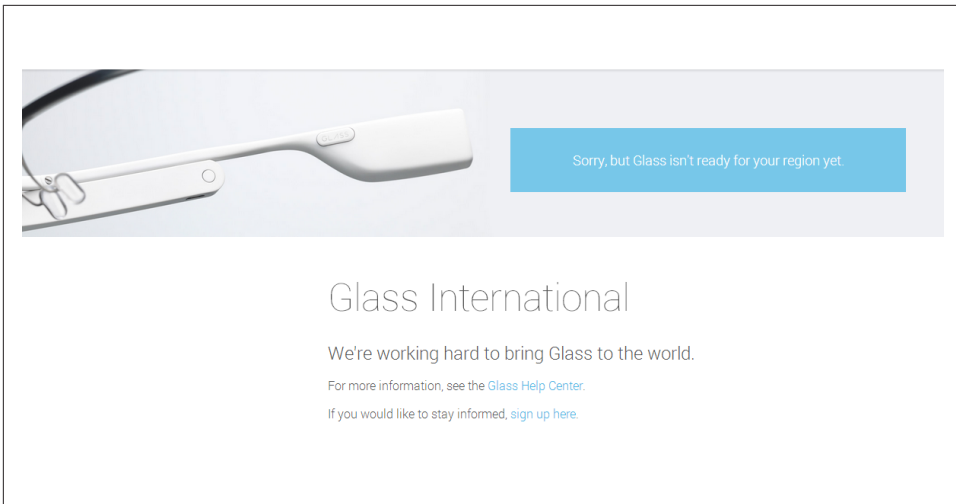 GLASS
Sorry, but Glass isn't ready for your region yet.
Glass International
We're working hard to bring Glass to the world.
For more information, see the Glass Help Center.
If you would like to stay informed, sign up here.